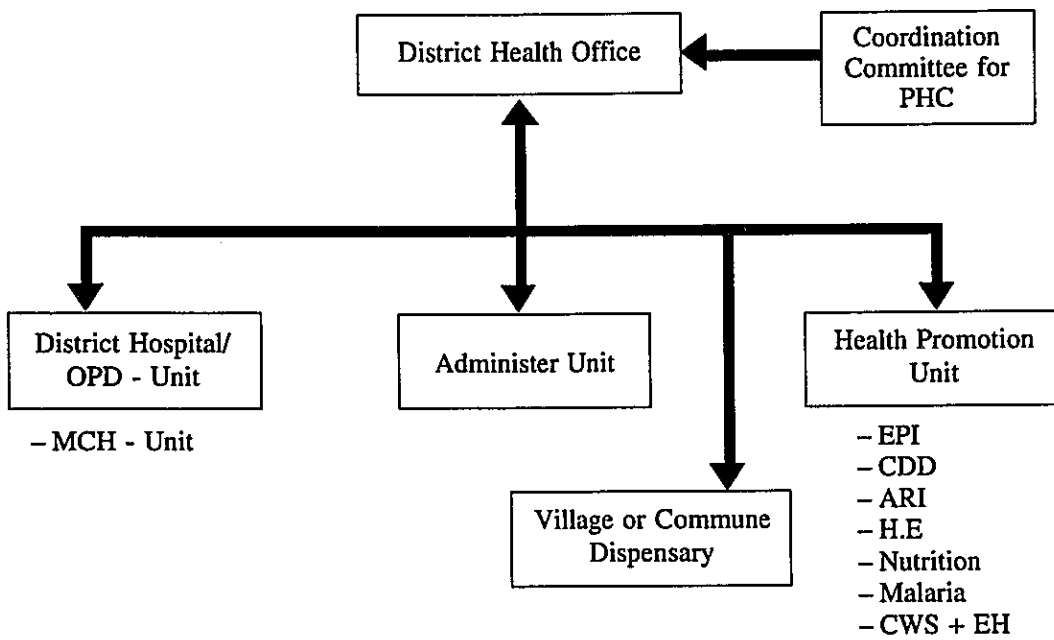 District Health Office
Coordination
Committee for
PHC
District Hospital/
OPD - Unit
– MCH - Unit
Administer Unit
Village or Commune
Dispensary
Health Promotion
Unit
– EPI
– CDD
– ARI
– H.E
– Nutrition
– Malaria
– CWS + EH